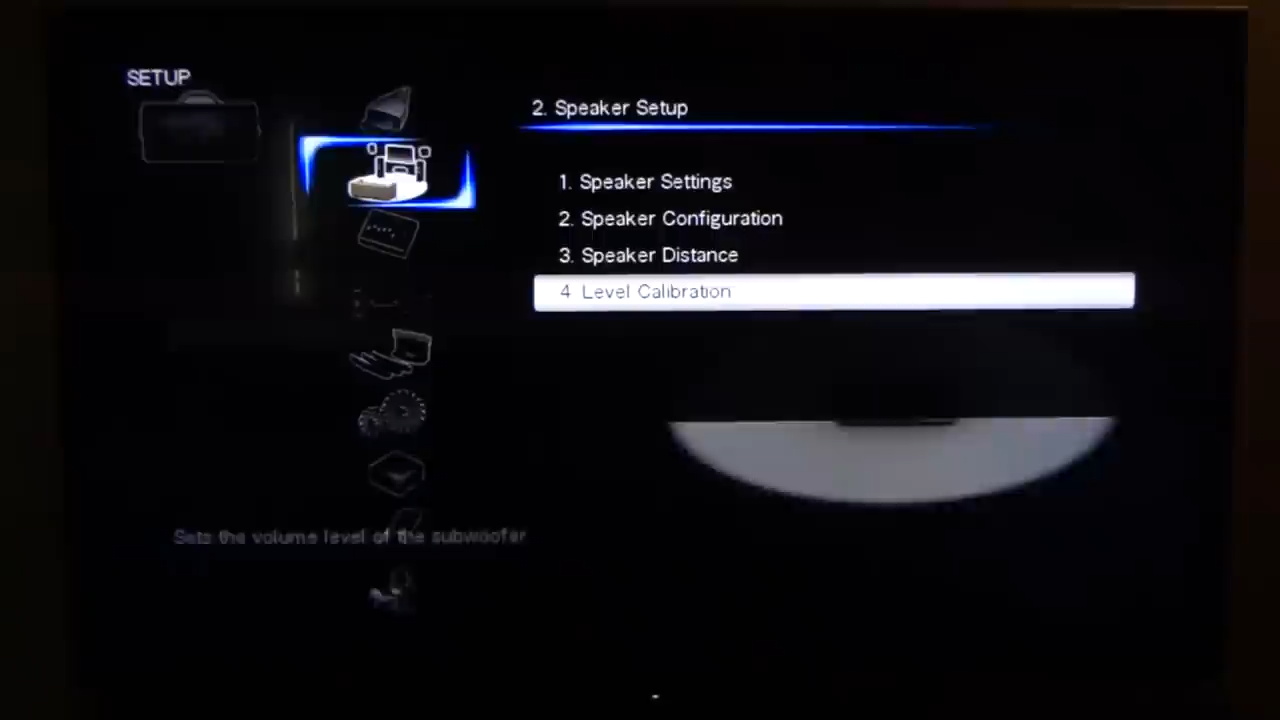 SETUP
2. Speaker Setup
1. Speaker Settings
2. Speaker Configuration
3. Speaker Distance
4 Level Calibration
Sets the volume level of the subwoofer